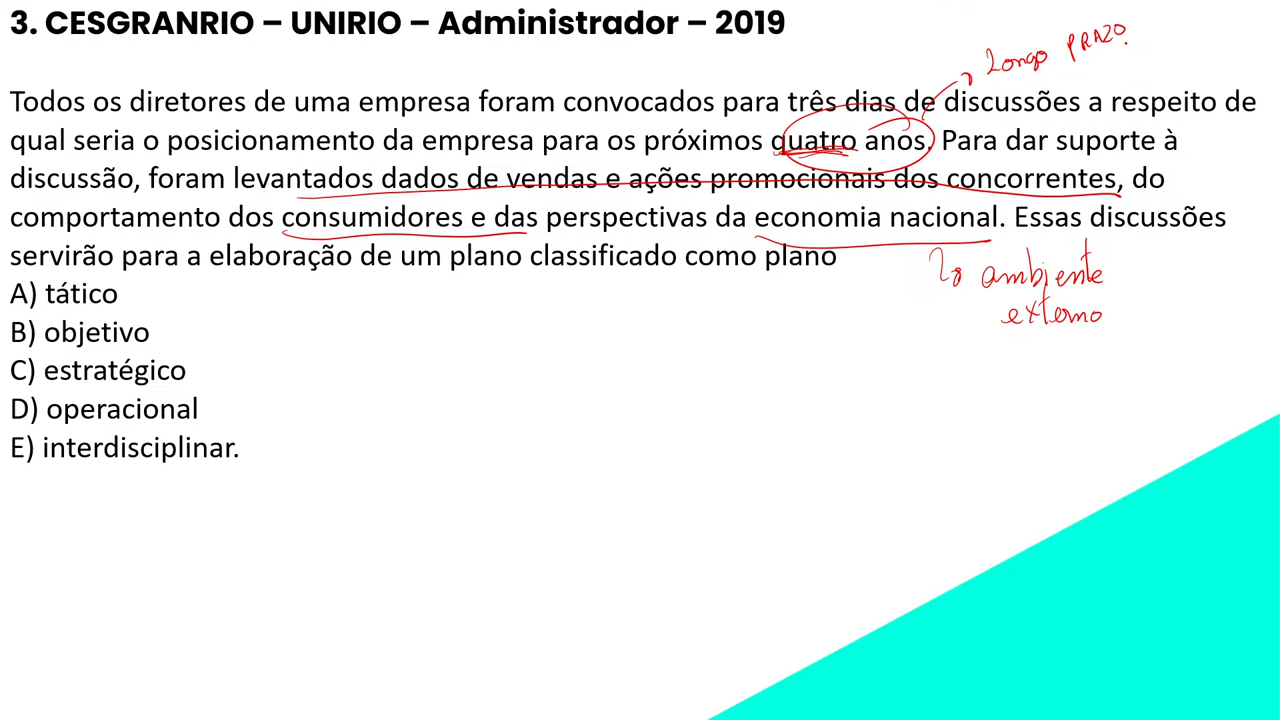 3. CESGRANRIO – UNIRIO – Administrador – 2019
Longo PRAZO.
Todos os diretores de uma empresa foram convocados para três dias de discussões a respeito de
qual seria o posicionamento da empresa para os próximos quatro anos. Para dar suporte à
discussão, foram levantados dados de vendas e ações promocionais dos concorrentes, do
comportamento dos consumidores e das perspectivas da economia nacional. Essas discussões
servirão para a elaboração de um plano classificado como plano
ambiente
externo
A) tático
B) objetivo
C) estratégico
D) operacional
E) interdisciplinar.